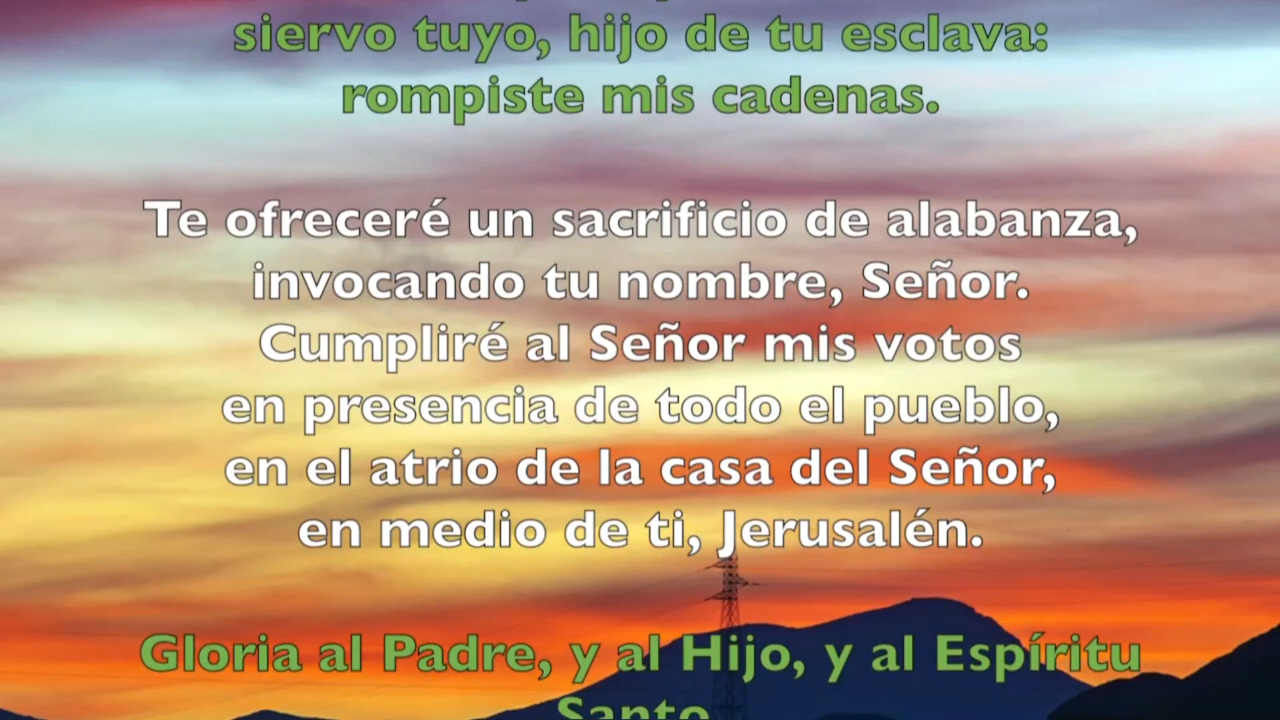 siervo tuyo, hijo de tu esclava:
rompiste mis cadenas.
Te ofreceré un sacrificio de alabanza,
invocando tu nombre, Señor.
Cumpliré al Señor mis votos
en presencia de todo el pueblo,
en el atrio de la casa del Señor,
en medio de ti, Jerusalén.
Gloria al Padre, y al Hijo, y al Espíritu
Santo